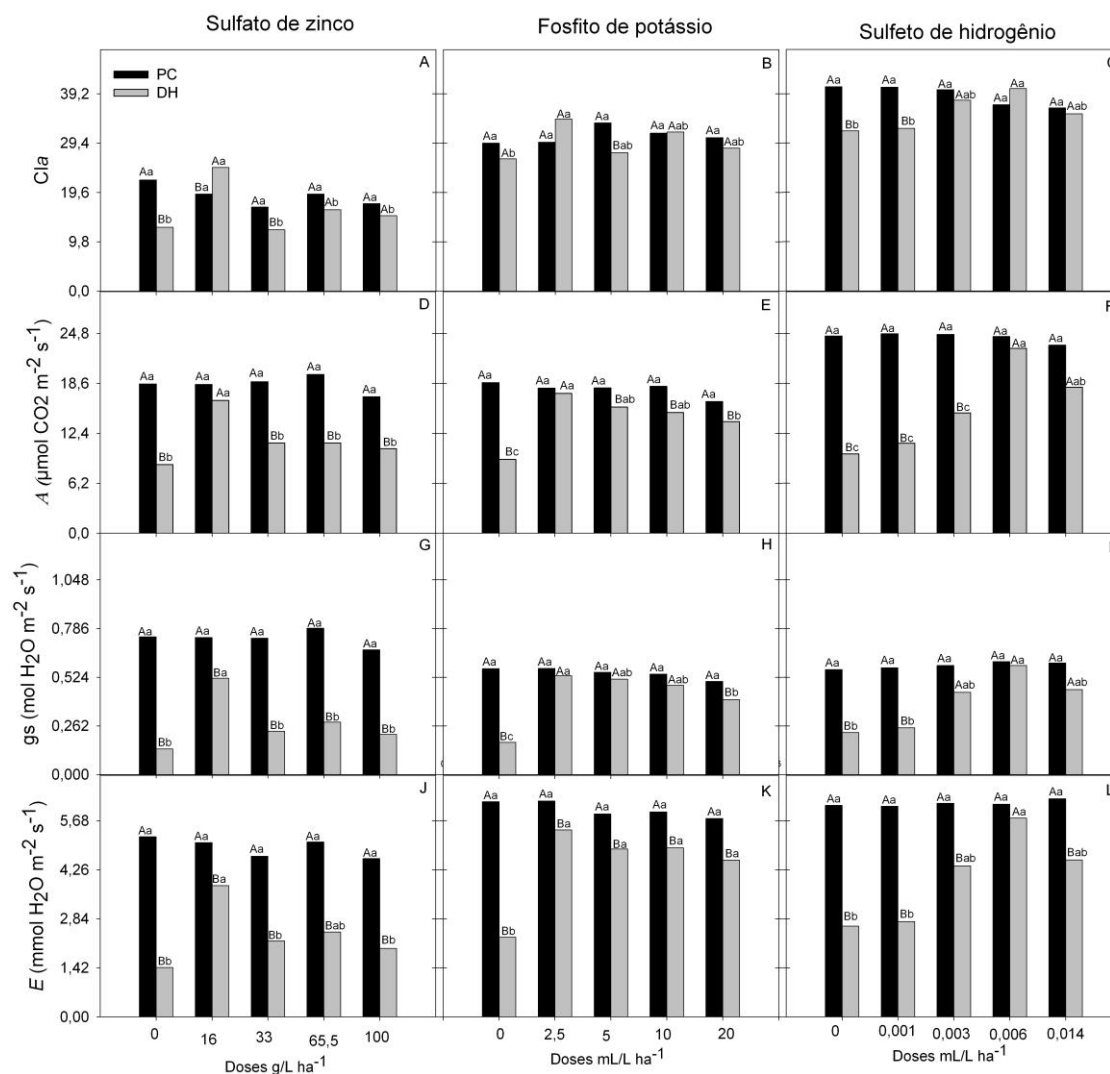 Sulfato de zinco
Fosfito de potássio
Sulfeto de hidrogênio
A
PC
DH
39,2
29,4
19,6
9,8
0,0
Cla
Aa Bb Ba Aa Aa Bb Aa Ab Aa Ab
B
Aa Ab Aa Aa Aa Bab Aa Aab Aa Aab
Aa Bb Aa Bb Aa Aab Aa Aa Aa Aab
D
24,8
18,6
12,4
6,2
0,0
A (µmol CO2 m-2 s-1)
Aa Bb Aa Aa Aa Bb Aa Bb Aa Bb
E
Aa Bc Aa Aa Aa Bab Aa Bab Aa Bb
F
Aa Bc Aa Bc Aa Bc Aa Aa Aa Aab
G
1,048
0,786
0,524
0,262
0,000
gs (mol H2O m-2 s-1)
Aa Bb Aa Ba Aa Bb Aa Bb Aa Bb
H
Aa Bc Aa Aa Aa Aab Aa Aab Aa Bb
I
Aa Bb Aa Bb Aa Aab Aa Aa Aa Aab
J
5,68
4,26
2,84
1,42
0,00
E (mmol H2O m-2 s-1)
Aa Bb Aa Ba Aa Bb Aa Bab Aa Bb
K
Aa Bb Aa Ba Aa Ba Aa Ba Aa Ba
L
Aa Bb Aa Bb Aa Bab Aa Aa Aa Bab
0 16 33 65,5 100
Doses g/L ha-1
0 2,5 5 10 20
Doses mL/L ha-1
0 0,001 0,003 0,006 0,014
Doses mL/L ha-1